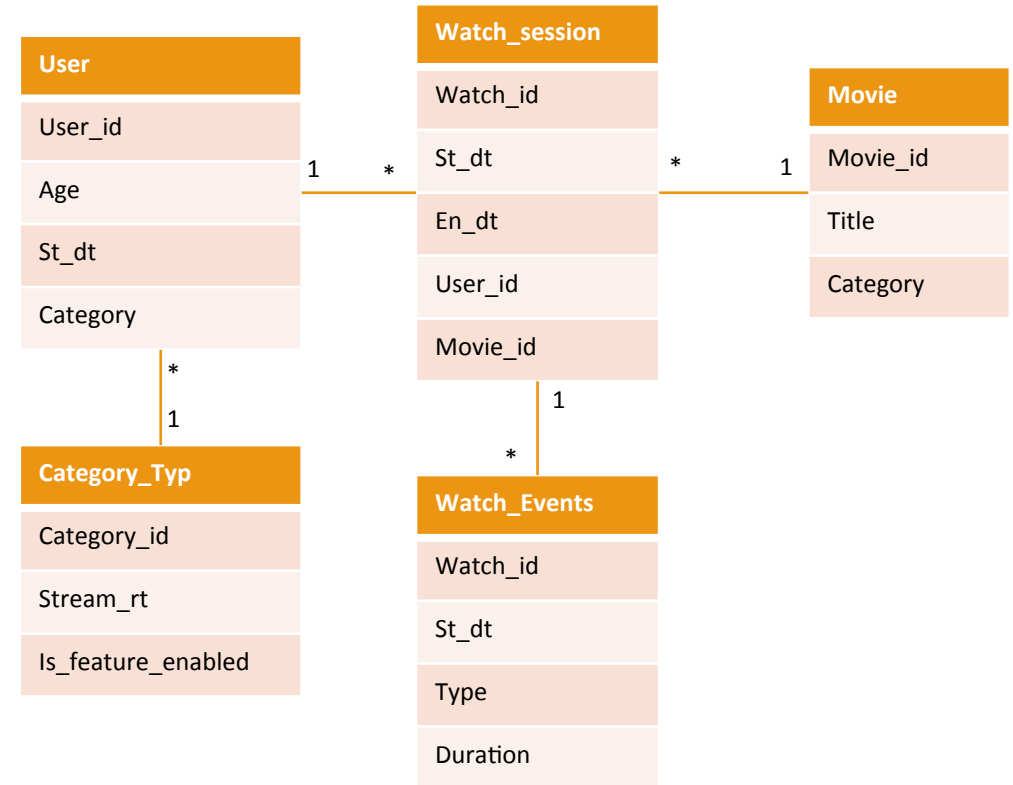 User
User_id
Age
St_dt
Category
1
*
Watch_session
Watch_id
St_dt
En_dt
User_id
Movie_id
*
1
Movie
Movie_id
Title
Category
*
1
Category_Typ
Category_id
Stream_rt
Is_feature_enabled
1
*
Watch_Events
Watch_id
St_dt
Type
Duration